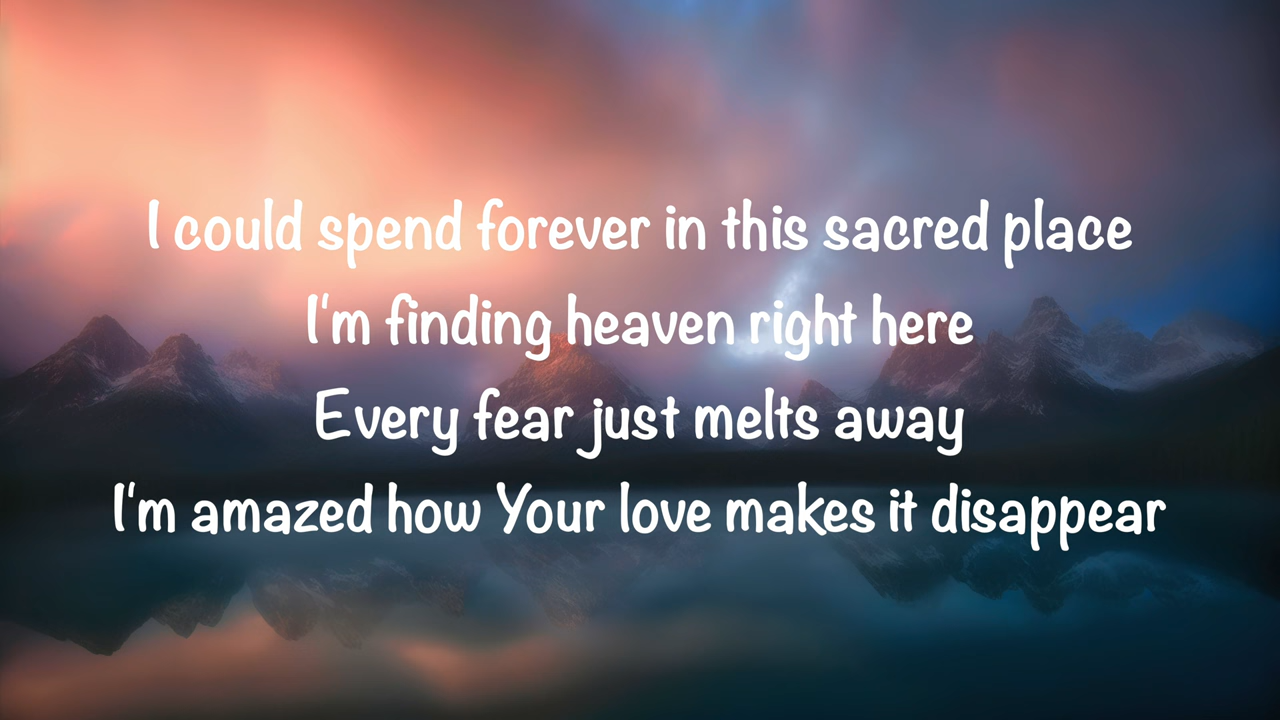 I could spend forever in this sacred place
I'm finding heaven right here
Every fear just melts away
I'm amazed how Your love makes it disappear